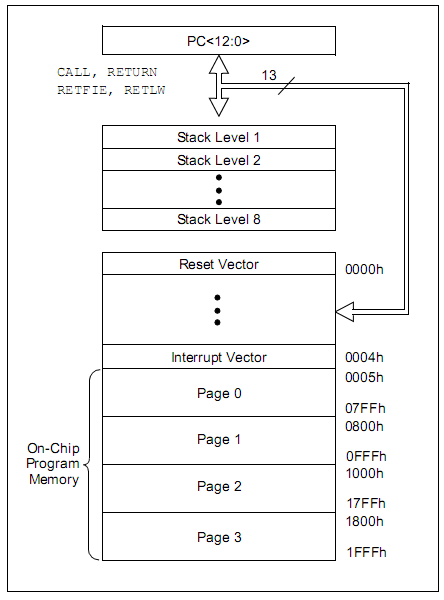 PC<12:0>
CALL, RETURN
RETFIE, RETLW
13
Stack Level 1
Stack Level 2
Stack Level 8
Reset Vector
0000h
Interrupt Vector
0004h
0005h
Page 0
07FFh
0800h
Page 1
On-Chip
Program
Memory
0FFFh
1000h
Page 2
17FFh
1800h
Page 3
1FFFh